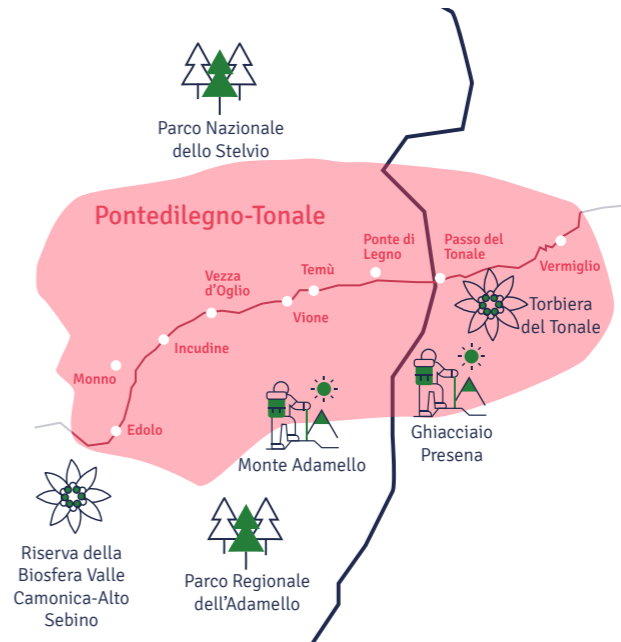 Parco Nazionale
dello Stelvio
Pontedilegno-Tonale
Ponte di
Legno
Passo del
Tonale
Vermiglio
Temù
Vezza
d'Oglio
Vione
Torbiera
del Tonale
Incudine
Monno
Edolo
Ghiacciaio
Presena
Monte Adamello
Riserva della
Biosfera Valle
Camonica-Alto
Sebino
Parco Regionale
dell'Adamello